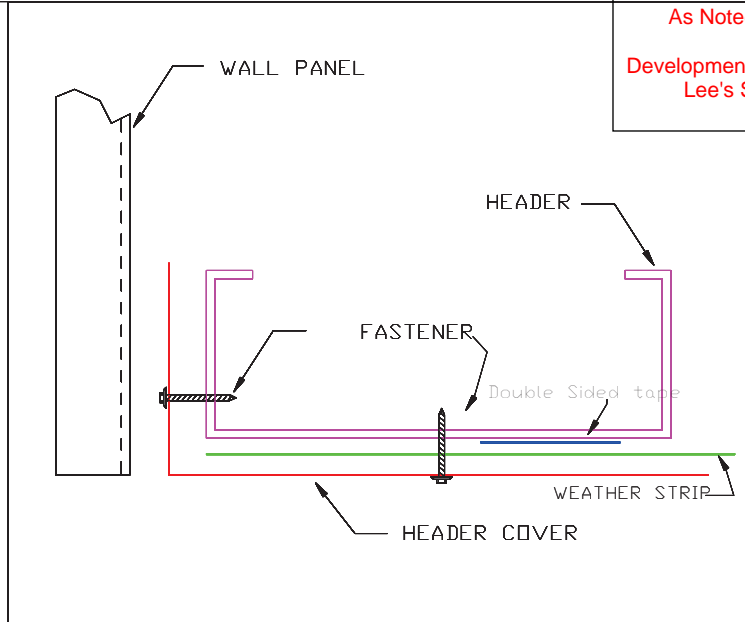 As Note
Developmen
Lee's S
WALL PANEL
HEADER
FASTENER
Double Sided tape
WEATHER STRIP
HEADER COVER